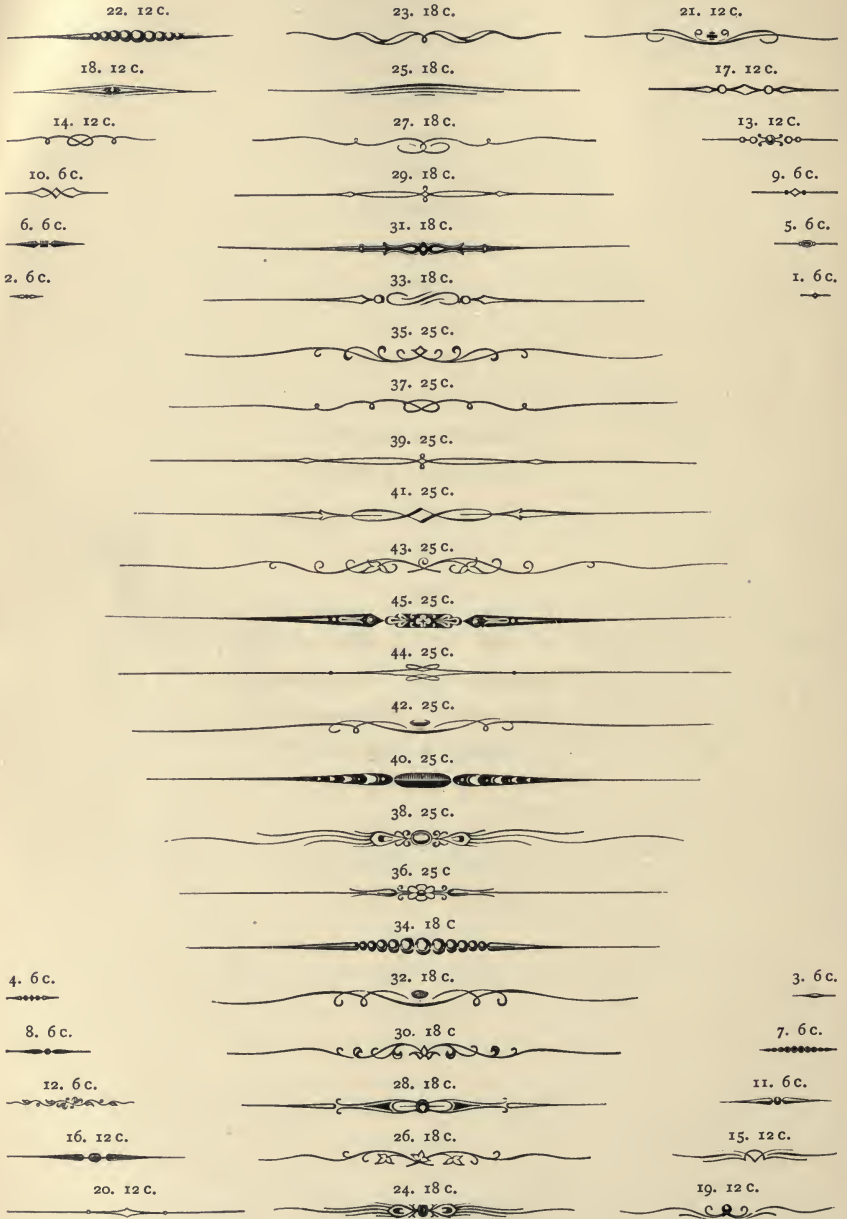 22. 12 C. 23. 18 C. 21. 12 C.
18. 12 C. 25. 18 C. 17. 12 C.
14. 12 C. 27. 18 C. 13. 12 C.
10. 6 C. 29. 18 C. 9. 6 C.
6. 6 C. 31. 18 C. 5. 6 C.
2. 6 C. 33. 18 C. 1. 6 C.
35. 25 C.
37. 25 C.
39. 25 C.
41. 25 C.
43. 25 C.
45. 25 C.
44. 25 C.
42. 25 C.
40. 25 C.
38. 25 C.
36. 25 C
34. 18 C
4. 6 C. 32. 18 C. 3. 6 C.
8. 6 C. 30. 18 C 7. 6 C.
12. 6 C. 28. 18 C. 11. 6 C.
16. 12 C. 26. 18 C. 15. 12 C.
20. 12 C. 24. 18 C. 19. 12 C.